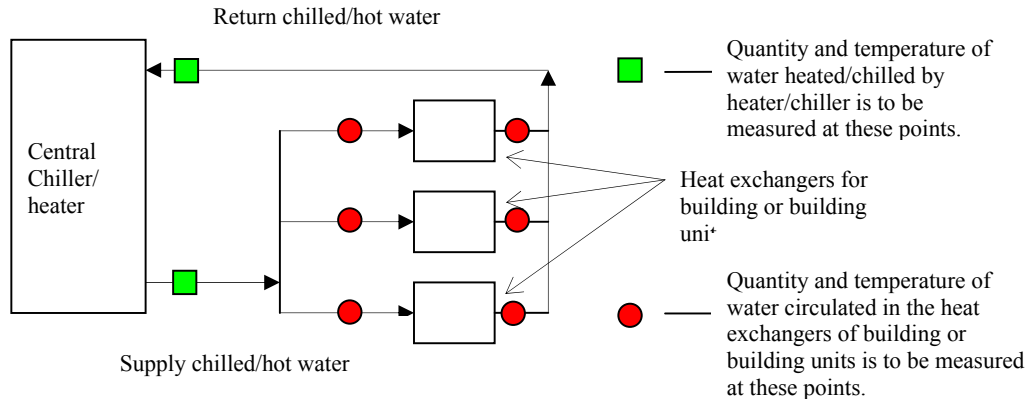 Return chilled/hot water
Central
Chiller/
heater
Supply chilled/hot water
Quantity and temperature of
water heated/chilled by
heater/chiller is to be
measured at these points.
Heat exchangers for
building or building
Quantity and temperature of
water circulated in the heat
exchangers of building or
building units is to be measured
at these points.